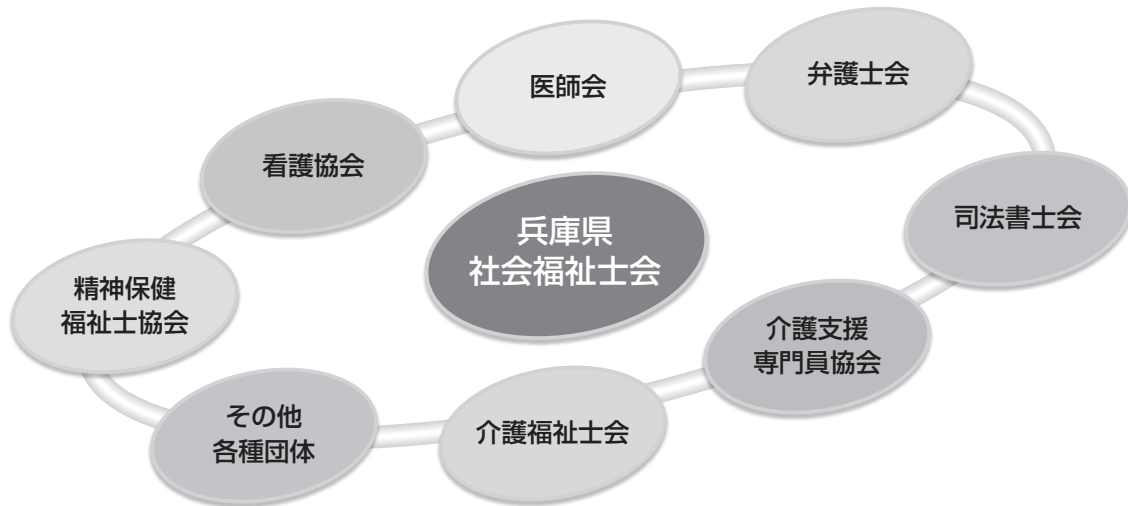 医師会
弁護士会
看護協会
司法書士会
兵庫県
社会福祉士会
精神保健
福祉士協会
介護支援
専門員協会
その他
各種団体
介護福祉士会